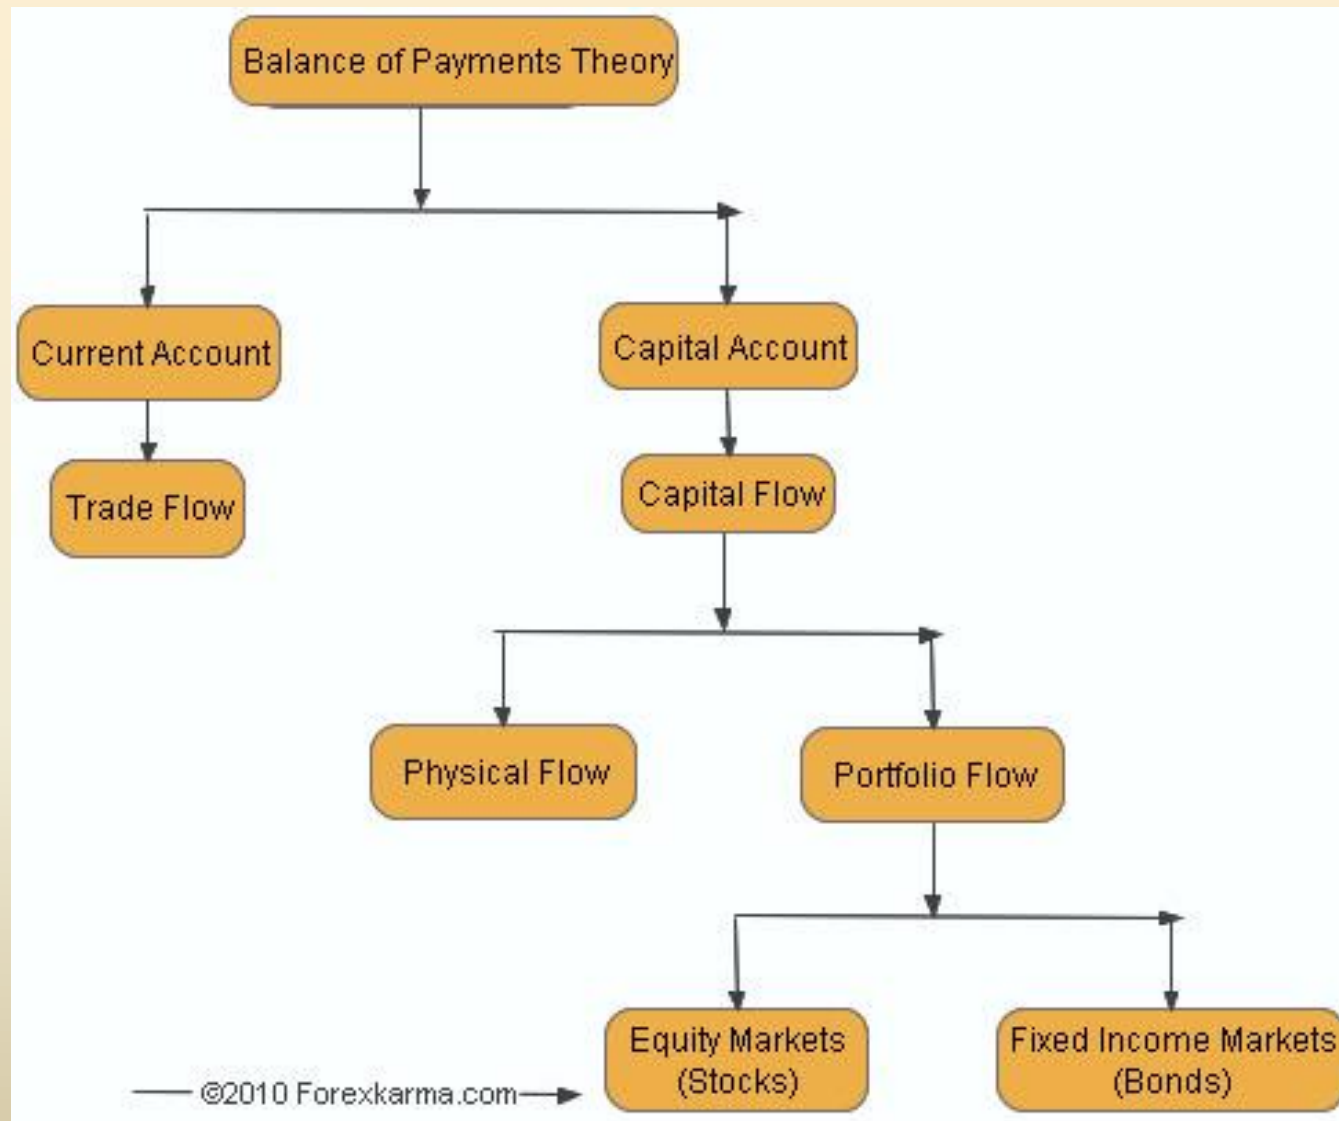 Balance of Payments Theory
Current Account
Capital Account
Trade Flow
Capital Flow
Physical Flow
Portfolio Flow
Equity Markets
(Stocks)
Fixed Income Markets
(Bonds)
©2010 Forexkarma.com